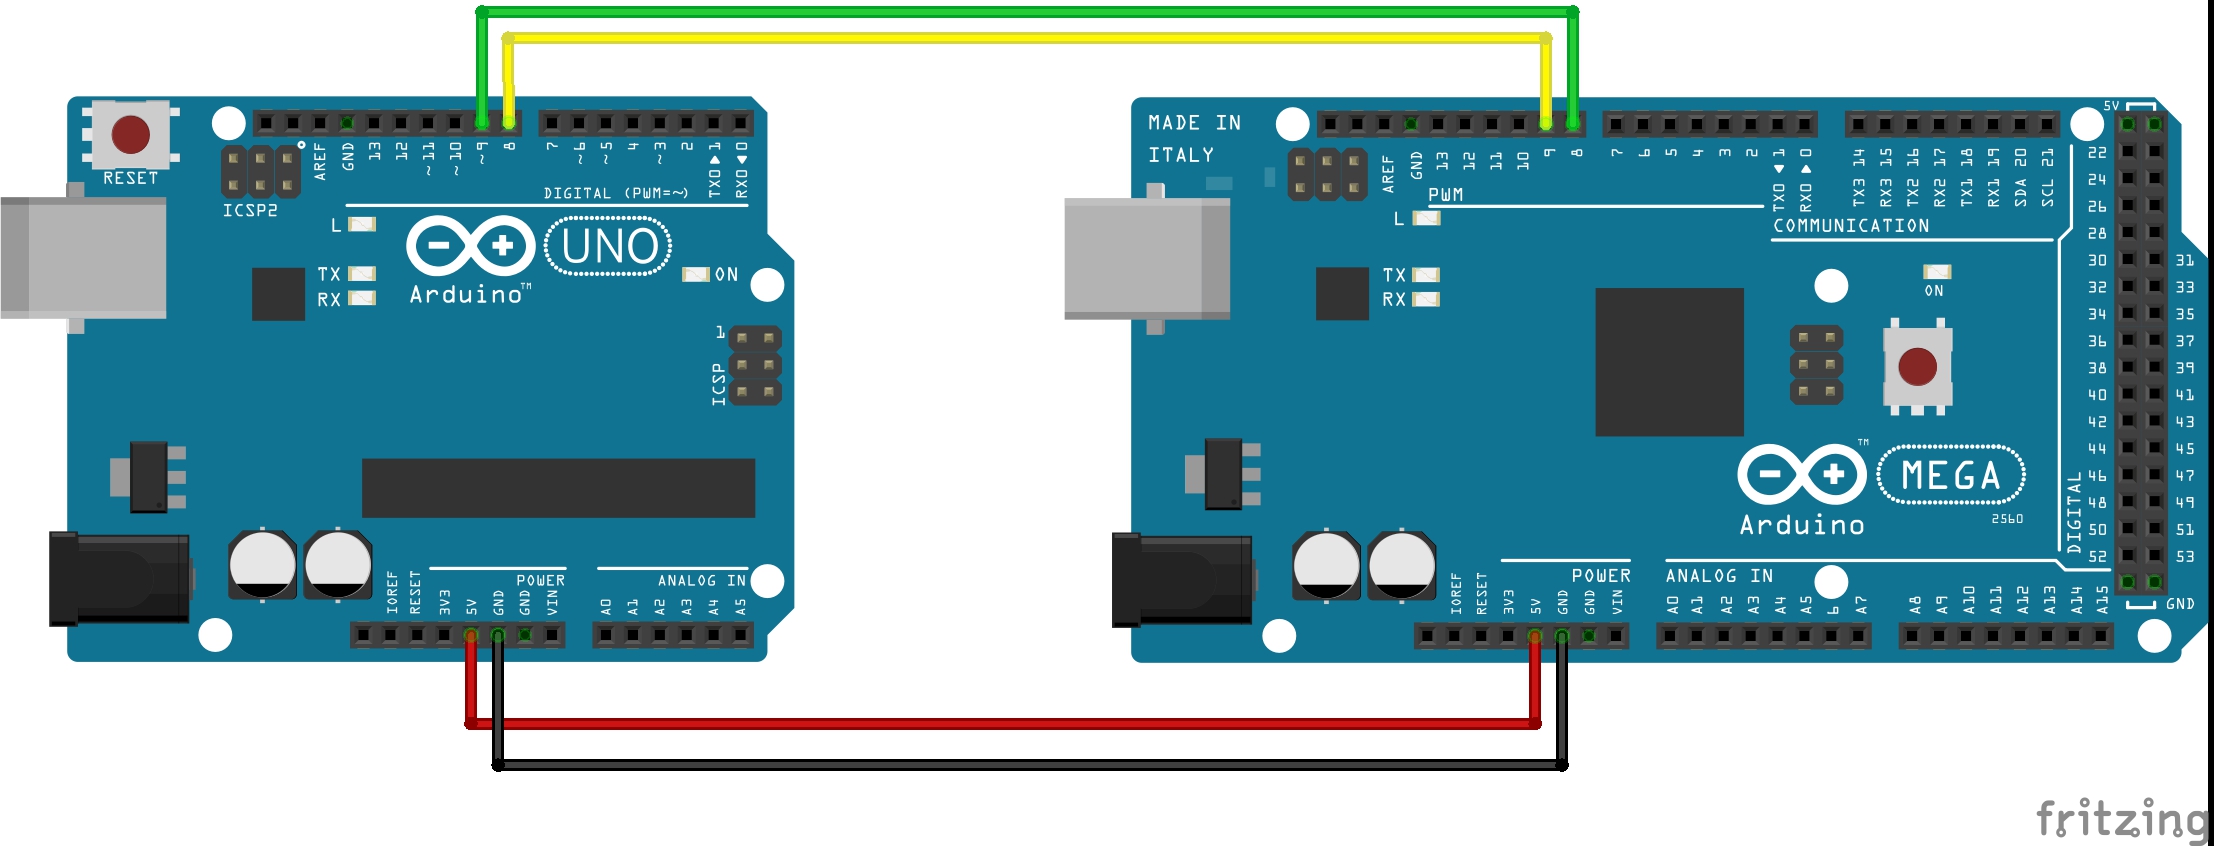 RESET
ICSP2
AREF
GND
13
12
~11
~10
~9
8
7
~6
~5
4
~3
2
TX0 1
RX0 0
DIGITAL (PWM=~)
L
TX
RX
UNO
Arduino™
ON
1
ICSP
IOREF
RESET
3V3
5V
GND
GND
VIN
POWER
A0
A1
A2
A3
A4
A5
ANALOG IN
MADE IN
ITALY
AREF
GND
13
12
11
10
9
8
7
6
5
4
3
2
TX0 1
RX0 0
PWM
TX3 14
RX3 15
TX2 16
RX2 17
TX1 18
RX1 19
SDA 20
SCL 21
COMMUNICATION
L
TX
RX
ON
5V
22
24
26
28
30 31
32 33
34 35
36 37
38 39
40 41
42 43
44 45
46 47
48 49
50 51
52 53
GND
DIGITAL
™
MEGA
Arduino
2560
IOREF
RESET
3V3
5V
GND
GND
VIN
POWER
ANALOG IN
A0
A1
A2
A3
A4
A5
6
A7
A8
A9
A10
A11
A12
A13
A14
A15
fritzing